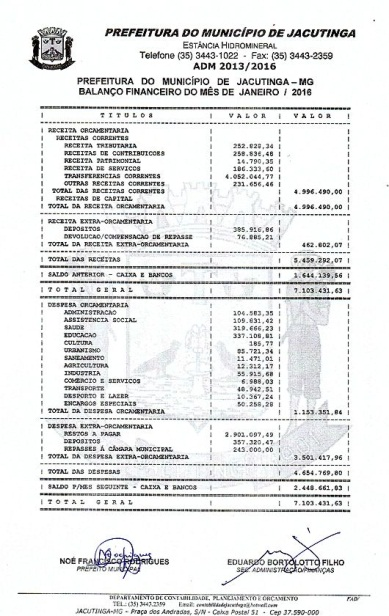 PREFEITURA DO MUNICÍPIO DE JACUTINGA
ESTÂNCIA HIDROMINERAL
Telefone (35) 3443-1022 - Fax: (35) 3443-2359
ADM 2013/2016
PREFEITURA DO MUNICÍPIO DE JACUTINGA – MG
BALANÇO FINANCEIRO DO MÊS DE JANEIRO / 2016
T I T U L O S V A L O R V A L O R
RECEITA ORCAMENTARIA
RECEITAS CORRENTES
RECEITA TRIBUTARIA 252.828,34
RECEITAS DE CONTRIBUICOES 258.836,48
RECEITA PATRIMONIAL 14.790,35
RECEITA DE SERVICOS 186.333,60
TRANSFERENCIAS CORRENTES 4.052.044,77
OUTRAS RECEITAS CORRENTES 231.656,46
TOTAL DAS RECEITAS CORRENTES 4.996.490,00
RECEITAS DE CAPITAL
TOTAL DA RECEITA ORCAMENTARIA 4.996.490,00
RECEITA EXTRA-ORCAMENTARIA
DEPOSITOS 385.916,86
DEVOLUCAO/COMPENSACAO DE REPASSE 76.885,21
TOTAL DA RECEITA EXTRA-ORCAMENTARIA 462.802,07
TOTAL DAS RECEITAS 5.459.292,07
SALDO ANTERIOR - CAIXA E BANCOS 1.644.139,56
T O T A L G E R A L 7.103.431,63
DESPESA ORCAMENTARIA
ADMINISTRACAO 104.583,35
ASSISTENCIA SOCIAL 109.631,42
SAUDE 318.666,23
EDUCACAO 337.108,81
CULTURA 185,77
URBANISMO 85.721,34
SANEAMENTO 11.471,01
AGRICULTURA 12.312,17
INDUSTRIA 55.915,68
COMERCIO E SERVICOS 6.988,03
TRANSPORTE 48.942,51
DESPORTO E LAZER 10.367,24
ENCARGOS ESPECIAIS 50.258,28
TOTAL DA DESPESA ORCAMENTARIA 1.153.351,84
DESPESA EXTRA-ORCAMENTARIA
RESTOS A PAGAR 2.901.097,49
DEPOSITOS 357.320,47
REPASSES À CÂMARA MUNICIPAL 243.000,00
TOTAL DA DESPESA EXTRA-ORCAMENTARIA 3.501.417,96
TOTAL DAS DESPESAS 4.654.769,80
SALDO P/MES SEGUINTE - CAIXA E BANCOS 2.448.661,83
T O T A L G E R A L 7.103.431,63
NOÉ FRANCISCO RODRIGUES EDUARDO BORTOLOTTO FILHO
PREFEITO MUNICIPAL SEC. ADMINISTRAÇÃO/FINANÇAS
DEPARTAMENTO DE CONTABILIDADE, PLANEJAMENTO E ORÇAMENTO FAD/
TEL.: (35) 3443.2359 Email: contabilidadejacutinga@hotmail.com
JACUTINGA-MG - Praça dos Andradas, S/N - Caixa Postal 51 - Cep 37.590-000